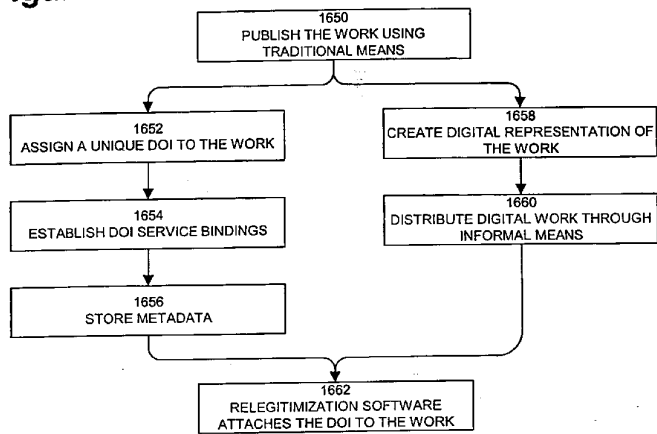 1650
PUBLISH THE WORK USING
TRADITIONAL MEANS
1652
ASSIGN A UNIQUE DOI TO THE WORK
1658
CREATE DIGITAL REPRESENTATION OF
THE WORK
1654
ESTABLISH DOI SERVICE BINDINGS
1660
DISTRIBUTE DIGITAL WORK THROUGH
INFORMAL MEANS
1656
STORE METADATA
1662
RELEGITIMIZATION SOFTWARE
ATTACHES THE DOI TO THE WORK